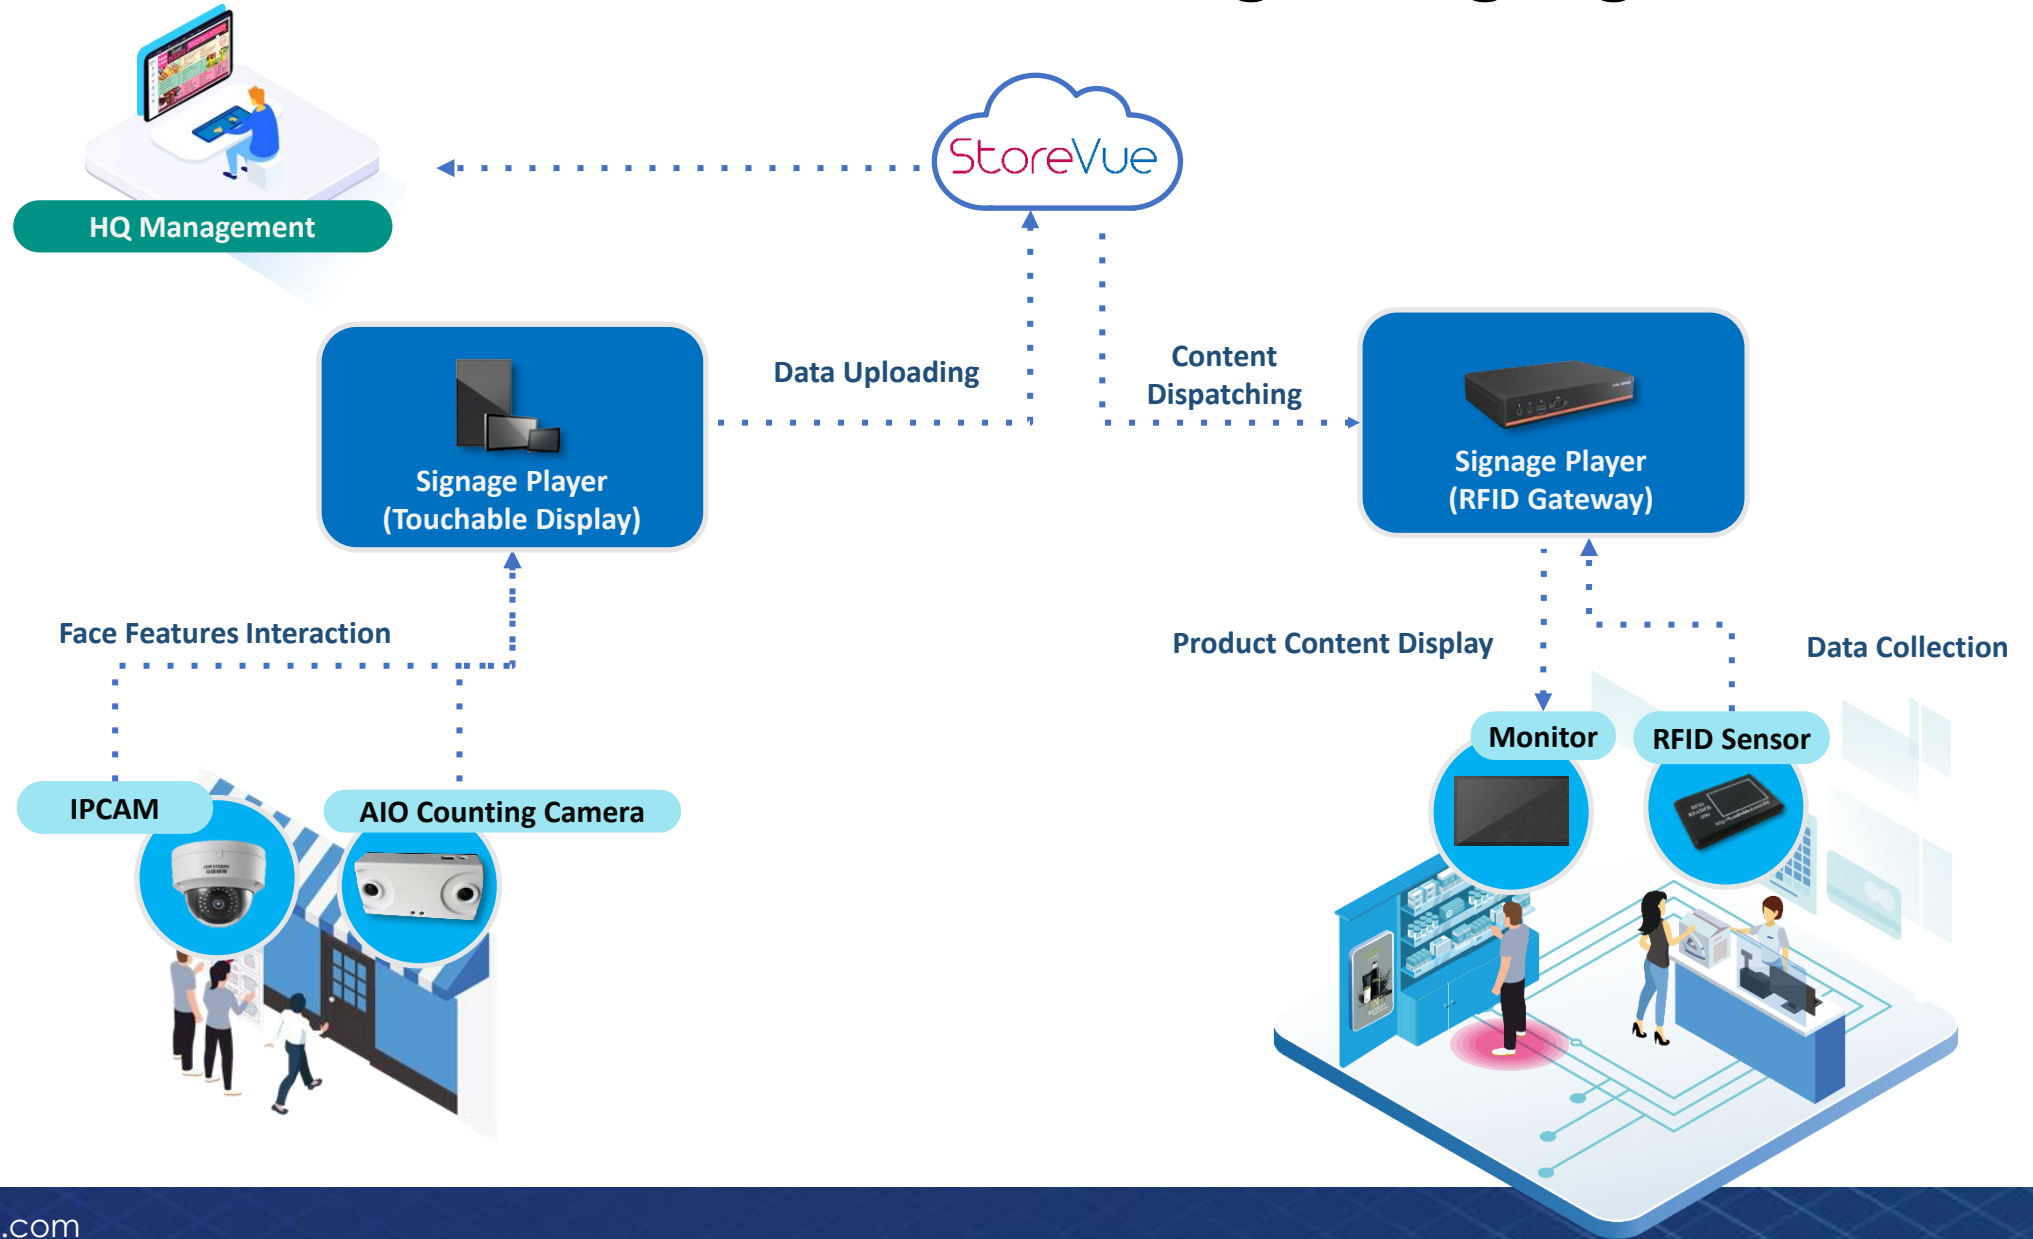 StoreVue
HQ Management
Data Uploading
Content
Dispatching
Signage Player
(Touchable Display)
Signage Player
(RFID Gateway)
Face Features Interaction
Product Content Display
Data Collection
IPCAM
AIO Counting Camera
Monitor
RFID Sensor
.com